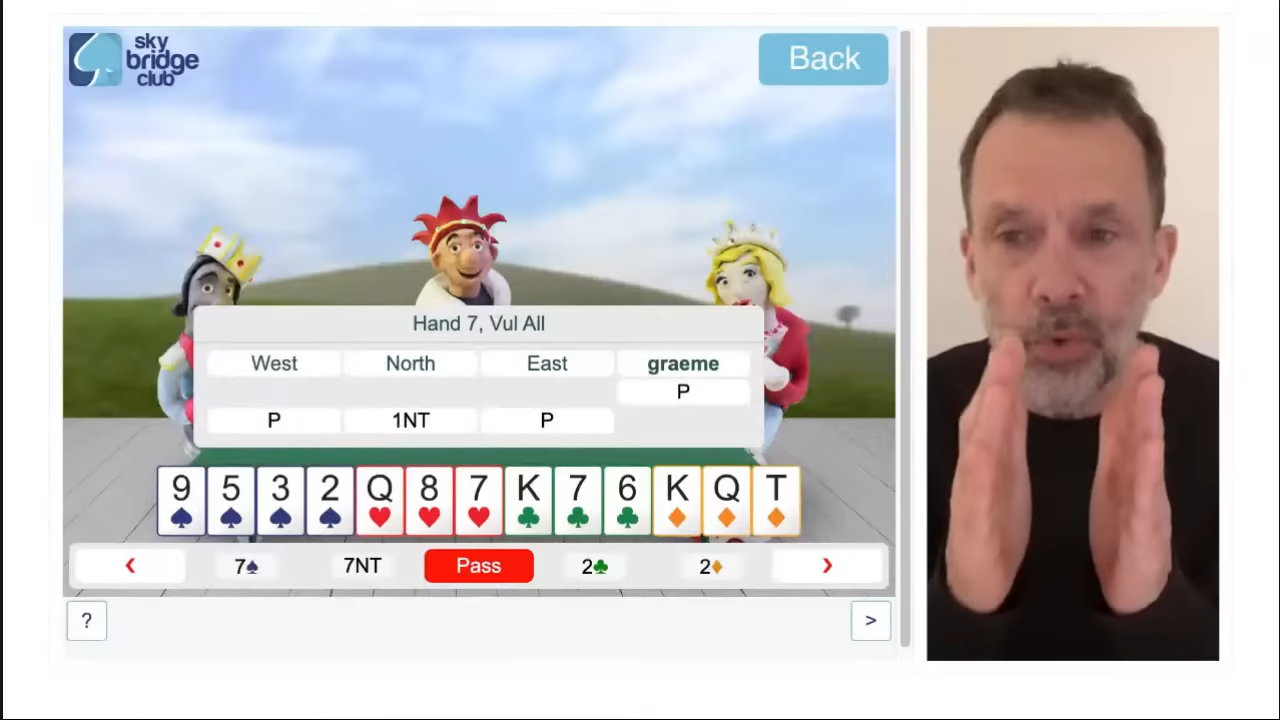 sky
bridge
club
Back
Hand 7, Vul All
West North East graeme
P
P 1NT P
9♠ 5♠ 3♠ 2♠ Q♥ 8♥ 7♥ K♣ 7♣ 6♣ K♦ Q♦ T♦
‹ 7♠ 7NT Pass 2♣ 2♦ ›
? >